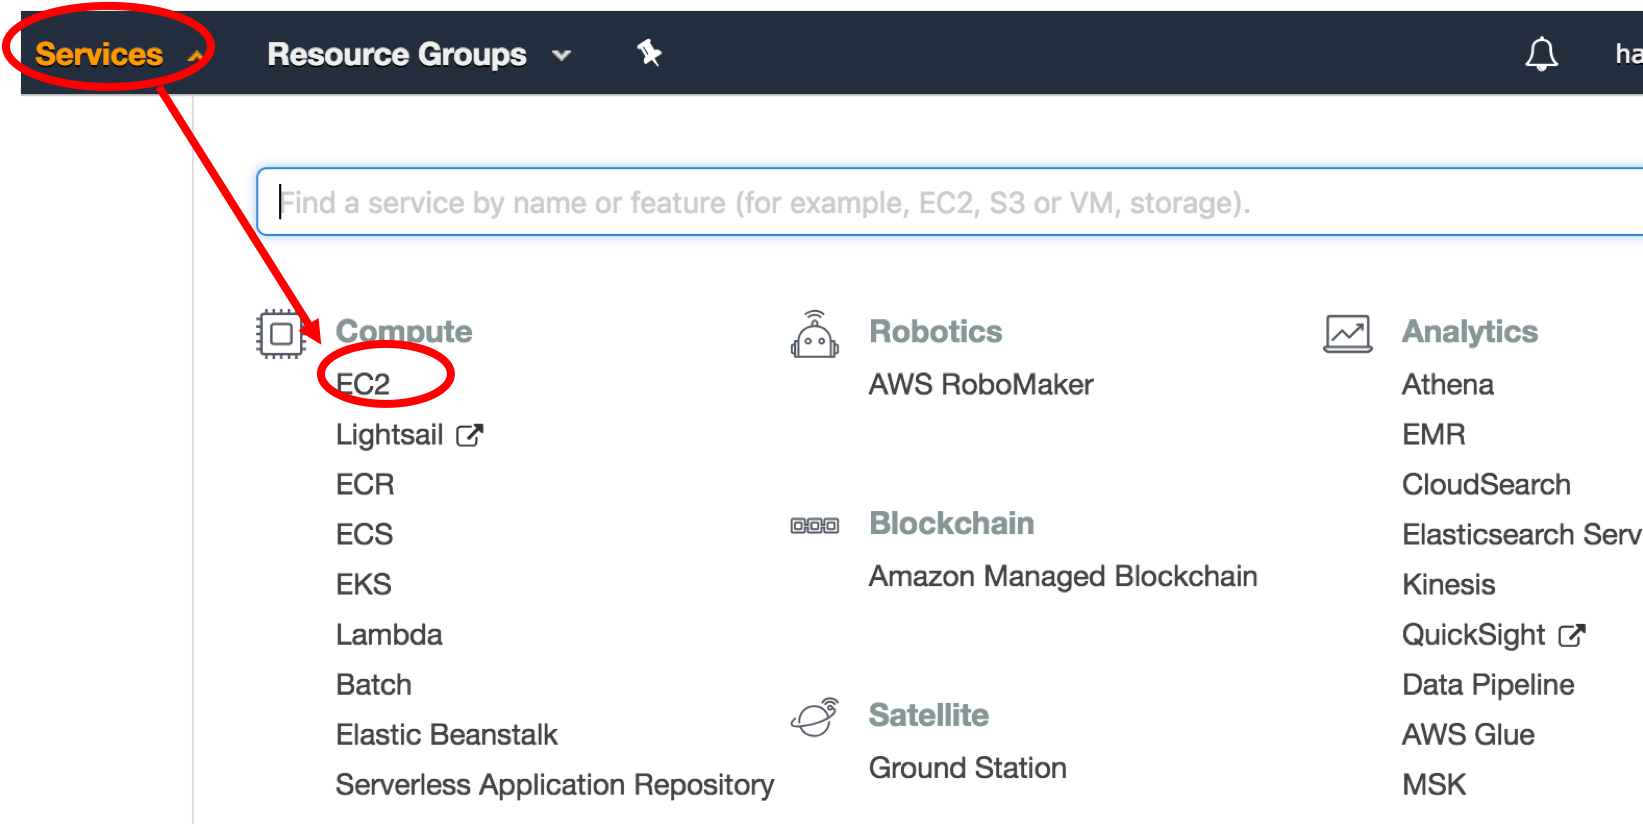 Services
Resource Groups
ha
Find a service by name or feature (for example, EC2, S3 or VM, storage).
Compute
EC2
Lightsail
ECR
ECS
EKS
Lambda
Batch
Elastic Beanstalk
Serverless Application Repository
Robotics
AWS RoboMaker
Blockchain
Amazon Managed Blockchain
Satellite
Ground Station
Analytics
Athena
EMR
CloudSearch
Elasticsearch Serv
Kinesis
QuickSight
Data Pipeline
AWS Glue
MSK